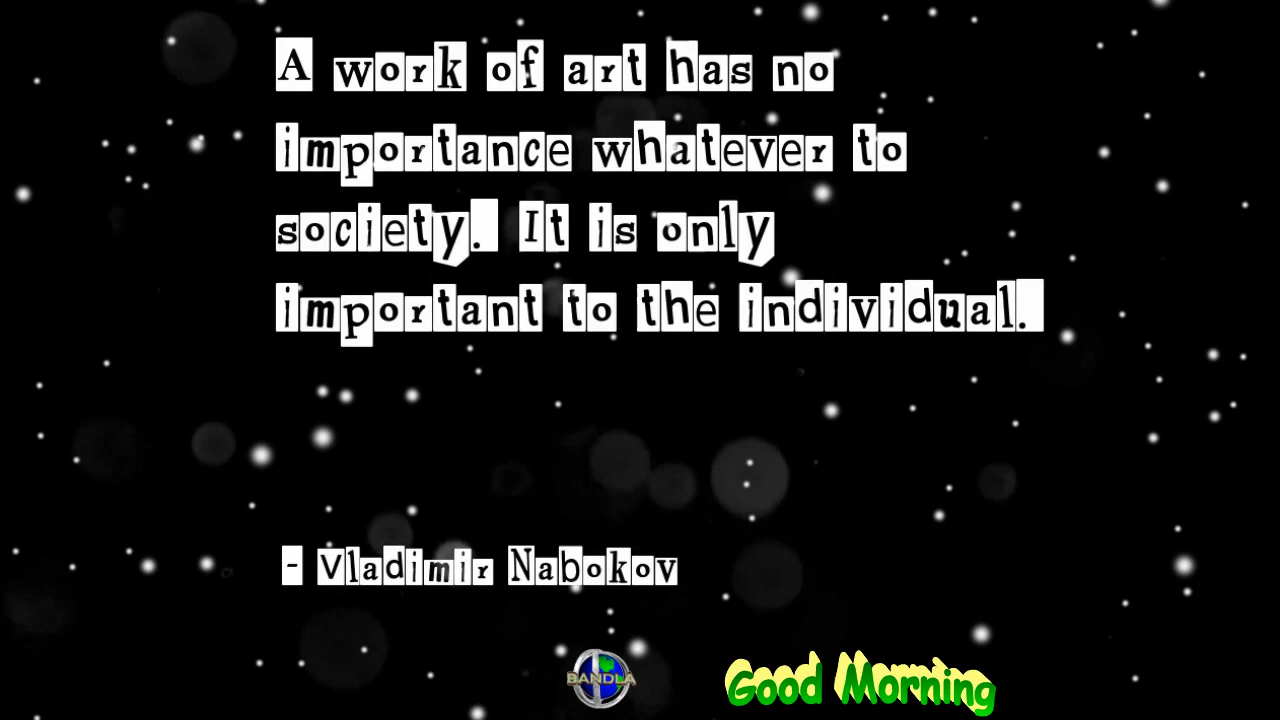 A work of art has no
importance whatever to
society. It is only
important to the individual.
- Vladimir Nabokov
BANDLA
Good Morning